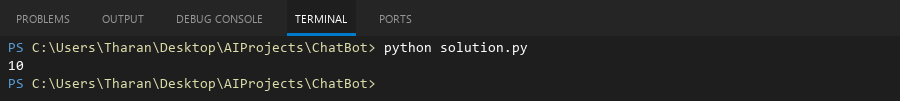 PROBLEMS OUTPUT DEBUG CONSOLE TERMINAL PORTS
PS C:\Users\Tharan\Desktop\AIProjects\ChatBot> python solution.py
10
PS C:\Users\Tharan\Desktop\AIProjects\ChatBot>